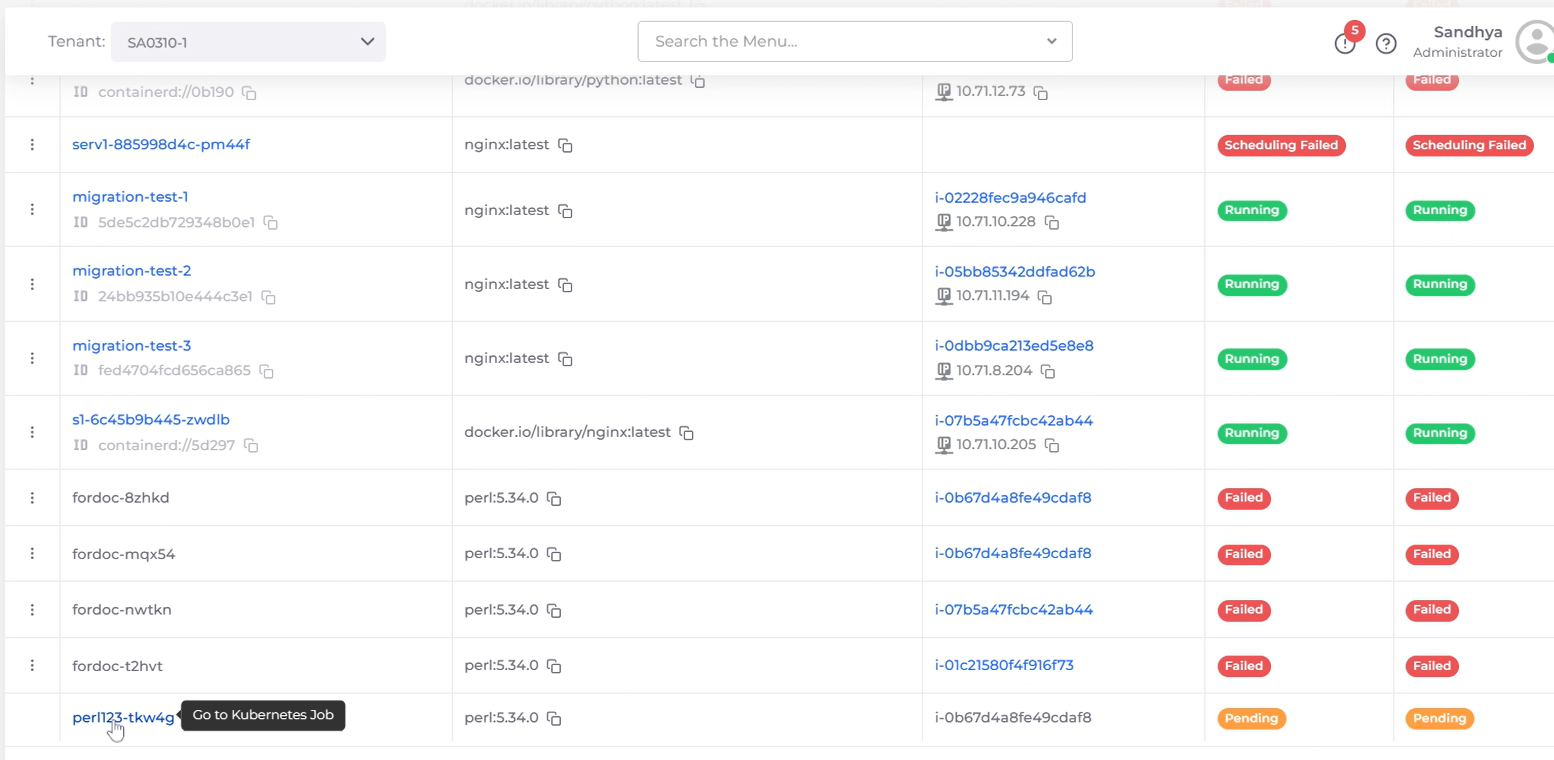 Tenant: SA0310-1 Search the Menu... 5 Sandhya
Administrator
docker.io/library/python:latest Failed Failed
ID containerd://0b190 10.71.12.73
serv1-885998d4c-pm44f nginx:latest Scheduling Failed Scheduling Failed
migration-test-1 i-02228fec9a946cafd
nginx:latest Running Running
ID 5de5c2db729348b0e1 IP 10.71.10.228
migration-test-2 i-05bb85342ddfad62b
nginx:latest Running Running
ID 24bb935b10e444c3e1 IP 10.71.11.194
migration-test-3 i-0dbb9ca213ed5e8e8
nginx:latest Running Running
ID fed4704fcd656ca865 IP 10.71.8.204
s1-6c45b9b445-zwdlb i-07b5a47fcbc42ab44
docker.io/library/nginx:latest Running Running
ID containerd://5d297 IP 10.71.10.205
fordoc-8zhkd perl:5.34.0 i-0b67d4a8fe49cdaf8 Failed Failed
fordoc-mqx54 perl:5.34.0 i-0b67d4a8fe49cdaf8 Failed Failed
fordoc-nwtkn perl:5.34.0 i-07b5a47fcbc42ab44 Failed Failed
fordoc-t2hvt perl:5.34.0 i-01c21580f4f916f73 Failed Failed
perl123-tkw4g Go to Kubernetes Job perl:5.34.0 i-0b67d4a8fe49cdaf8 Pending Pending